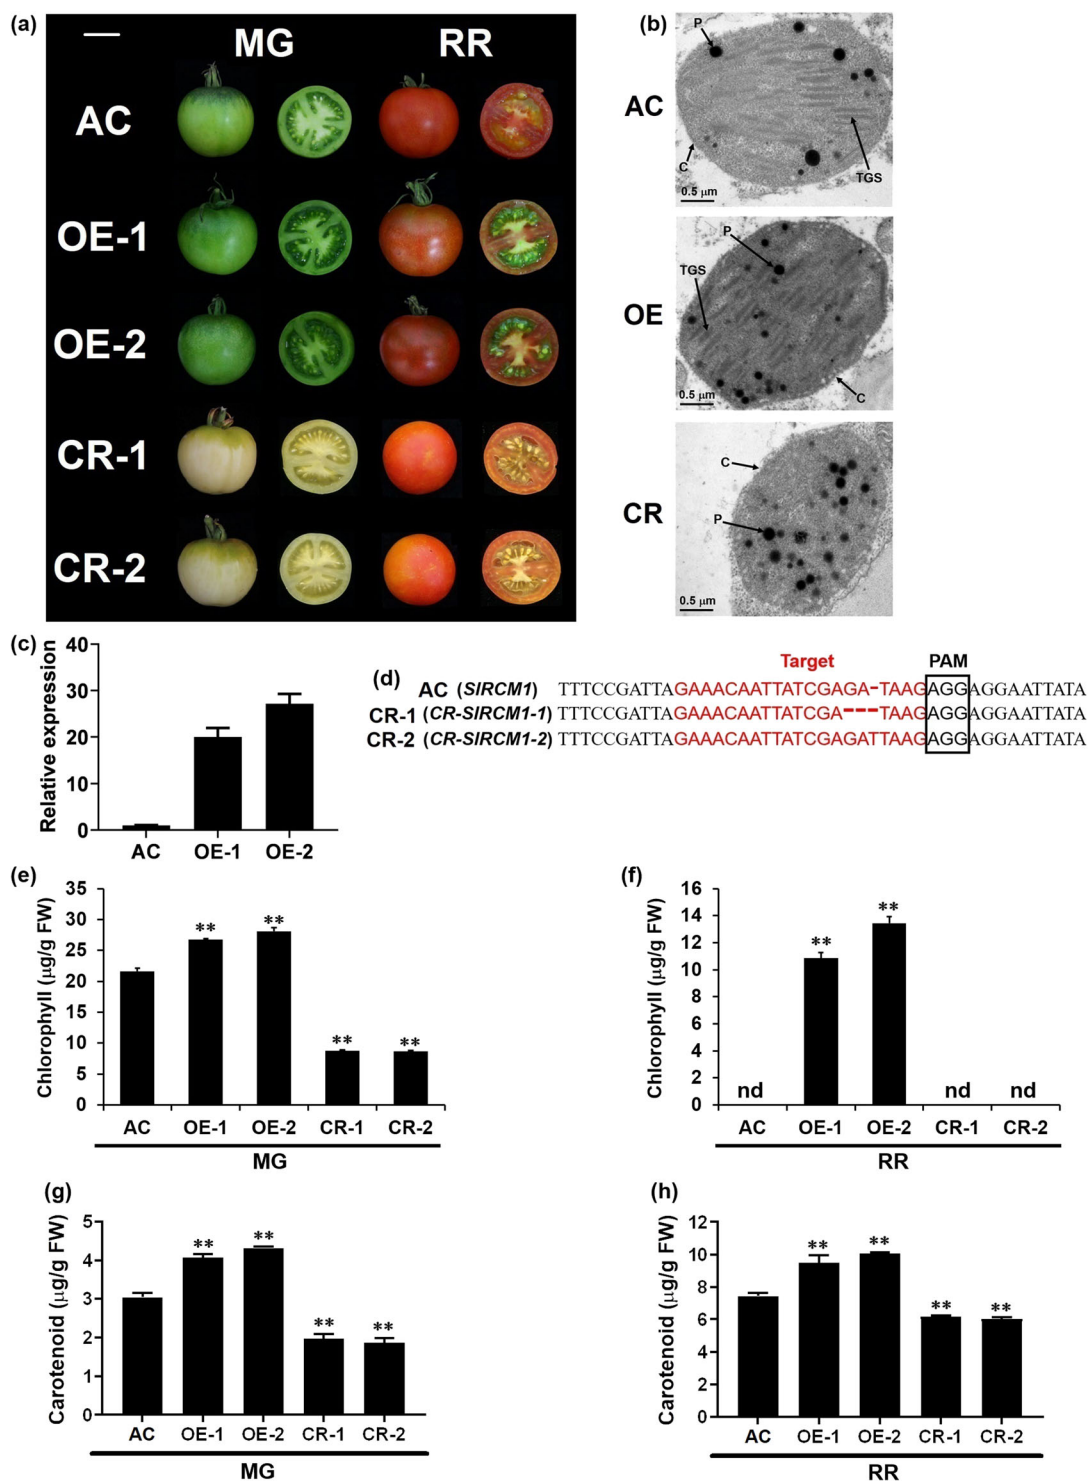 (a)
MG RR
AC
OE-1
OE-2
CR-1
CR-2
(b)
AC
P
C
TGS
0.5 μm
OE
P
TGS
C
0.5 μm
CR
C
P
0.5 μm
(c)
Relative expression
40
30
20
10
0
AC OE-1 OE-2
(d)
Target PAM
AC (SlRCM1) TTTCCGATTAGAAACAATTATCGAGA-TAAGAGGAGGAATTATA
CR-1 (CR-SlRCM1-1) TTTCCGATTAGAAACAATTATCGA---TAAGAGGAGGAATTATA
CR-2 (CR-SlRCM1-2) TTTCCGATTAGAAACAATTATCGAGATTAAGAGGAGGAATTATA
(e)
Chlorophyll (μg/g FW)
35
30
25
20
15
10
5
0
** ** ** **
AC OE-1 OE-2 CR-1 CR-2
MG
(f)
Chlorophyll (μg/g FW)
16
14
12
10
8
6
4
2
0
nd ** ** nd nd
AC OE-1 OE-2 CR-1 CR-2
RR
(g)
Carotenoid (μg/g FW)
5
4
3
2
1
0
** ** ** **
AC OE-1 OE-2 CR-1 CR-2
MG
(h)
Carotenoid (μg/g FW)
12
10
8
6
4
2
0
** ** ** **
AC OE-1 OE-2 CR-1 CR-2
RR